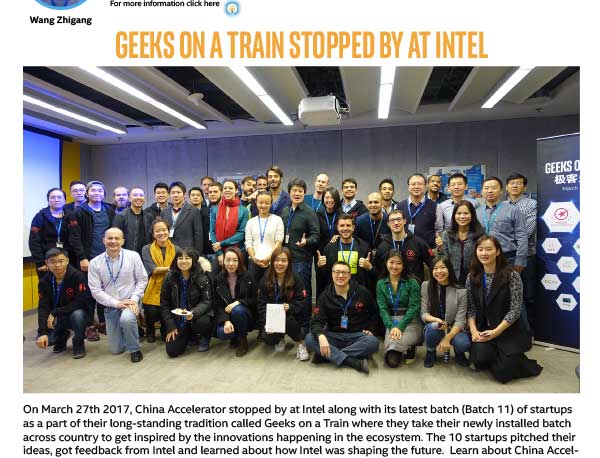 For more information click here
Wang Zhigang
GEEKS ON A TRAIN STOPPED BY AT INTEL
GEEKS O
极客
March
On March 27th 2017, China Accelerator stopped by at Intel along with its latest batch (Batch 11) of startups
as a part of their long-standing tradition called Geeks on a Train where they take their newly installed batch
across country to get inspired by the innovations happening in the ecosystem. The 10 startups pitched their
ideas, got feedback from Intel and learned about how Intel was shaping the future.  Learn about China Accel-